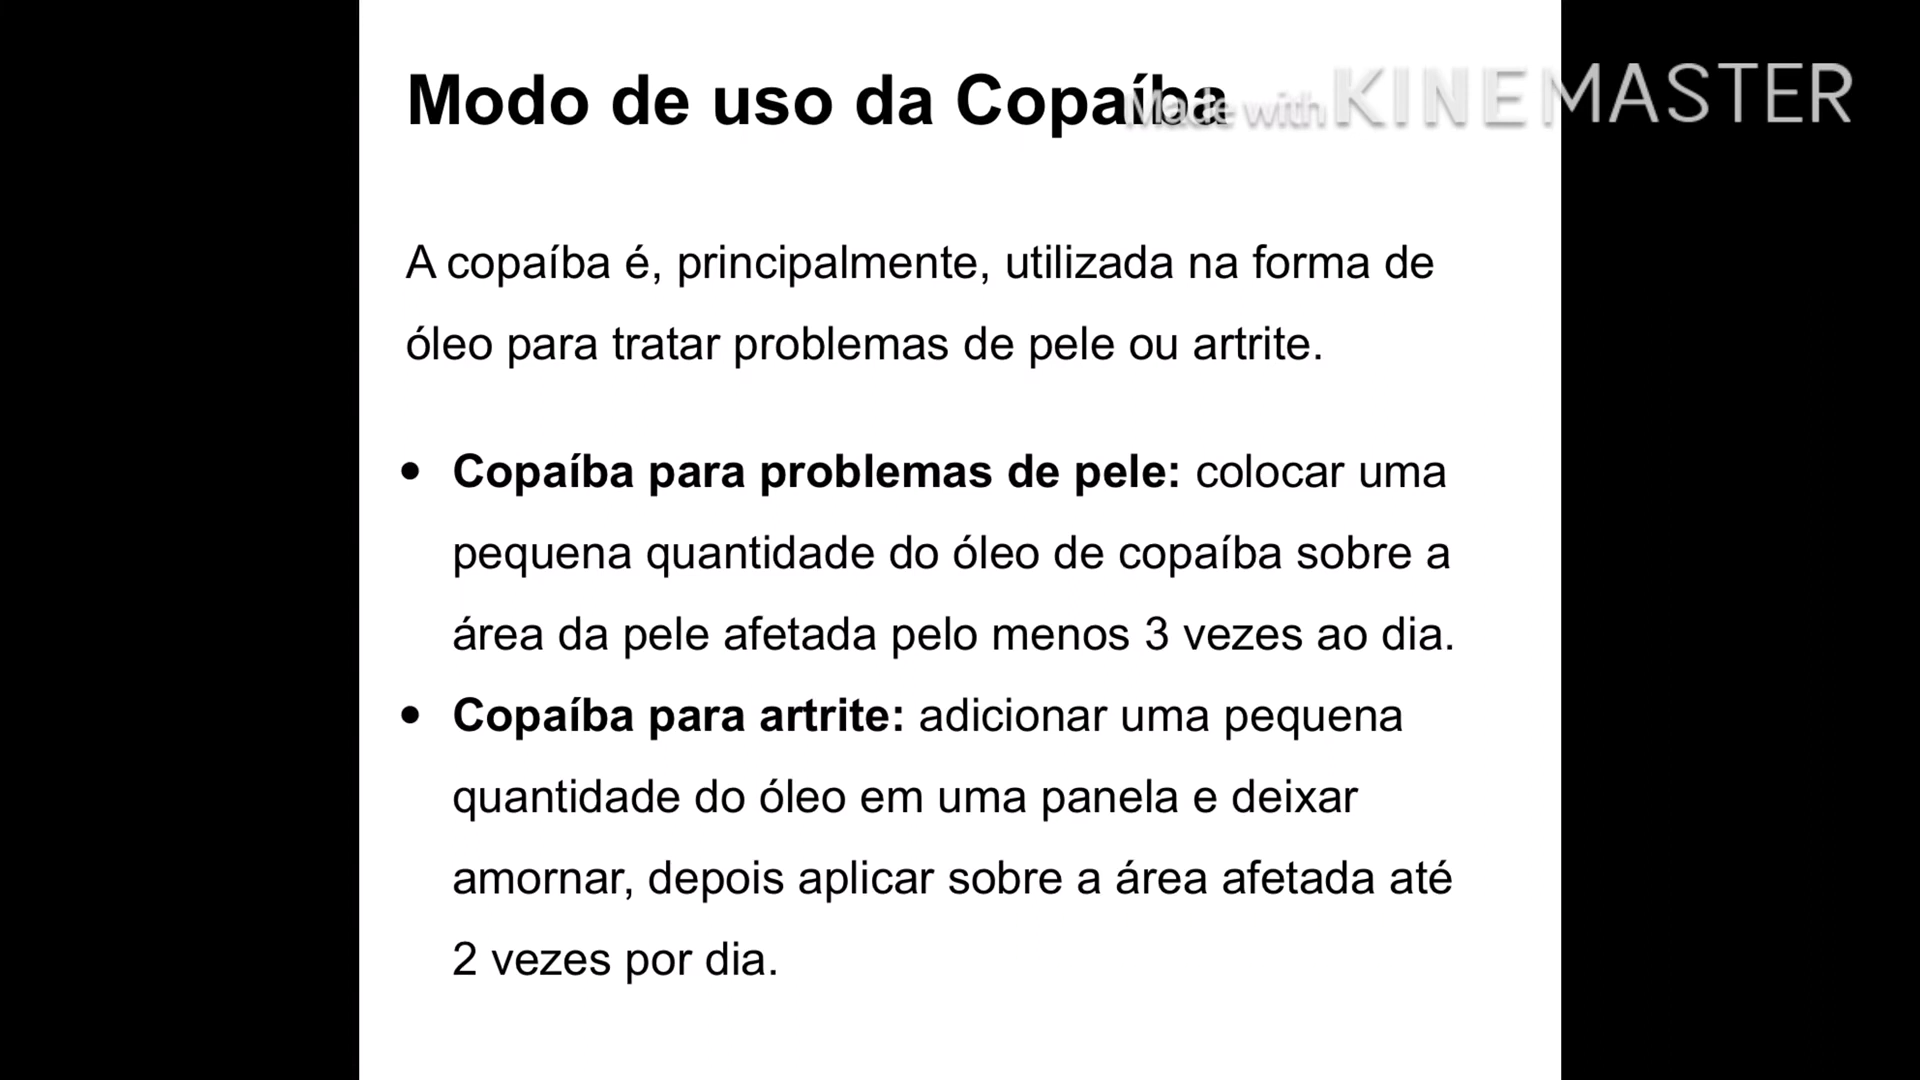 Modo de uso da Copaíba
Made with KINEMASTER
A copaíba é, principalmente, utilizada na forma de
óleo para tratar problemas de pele ou artrite.
• Copaíba para problemas de pele: colocar uma
pequena quantidade do óleo de copaíba sobre a
área da pele afetada pelo menos 3 vezes ao dia.
• Copaíba para artrite: adicionar uma pequena
quantidade do óleo em uma panela e deixar
amornar, depois aplicar sobre a área afetada até
2 vezes por dia.